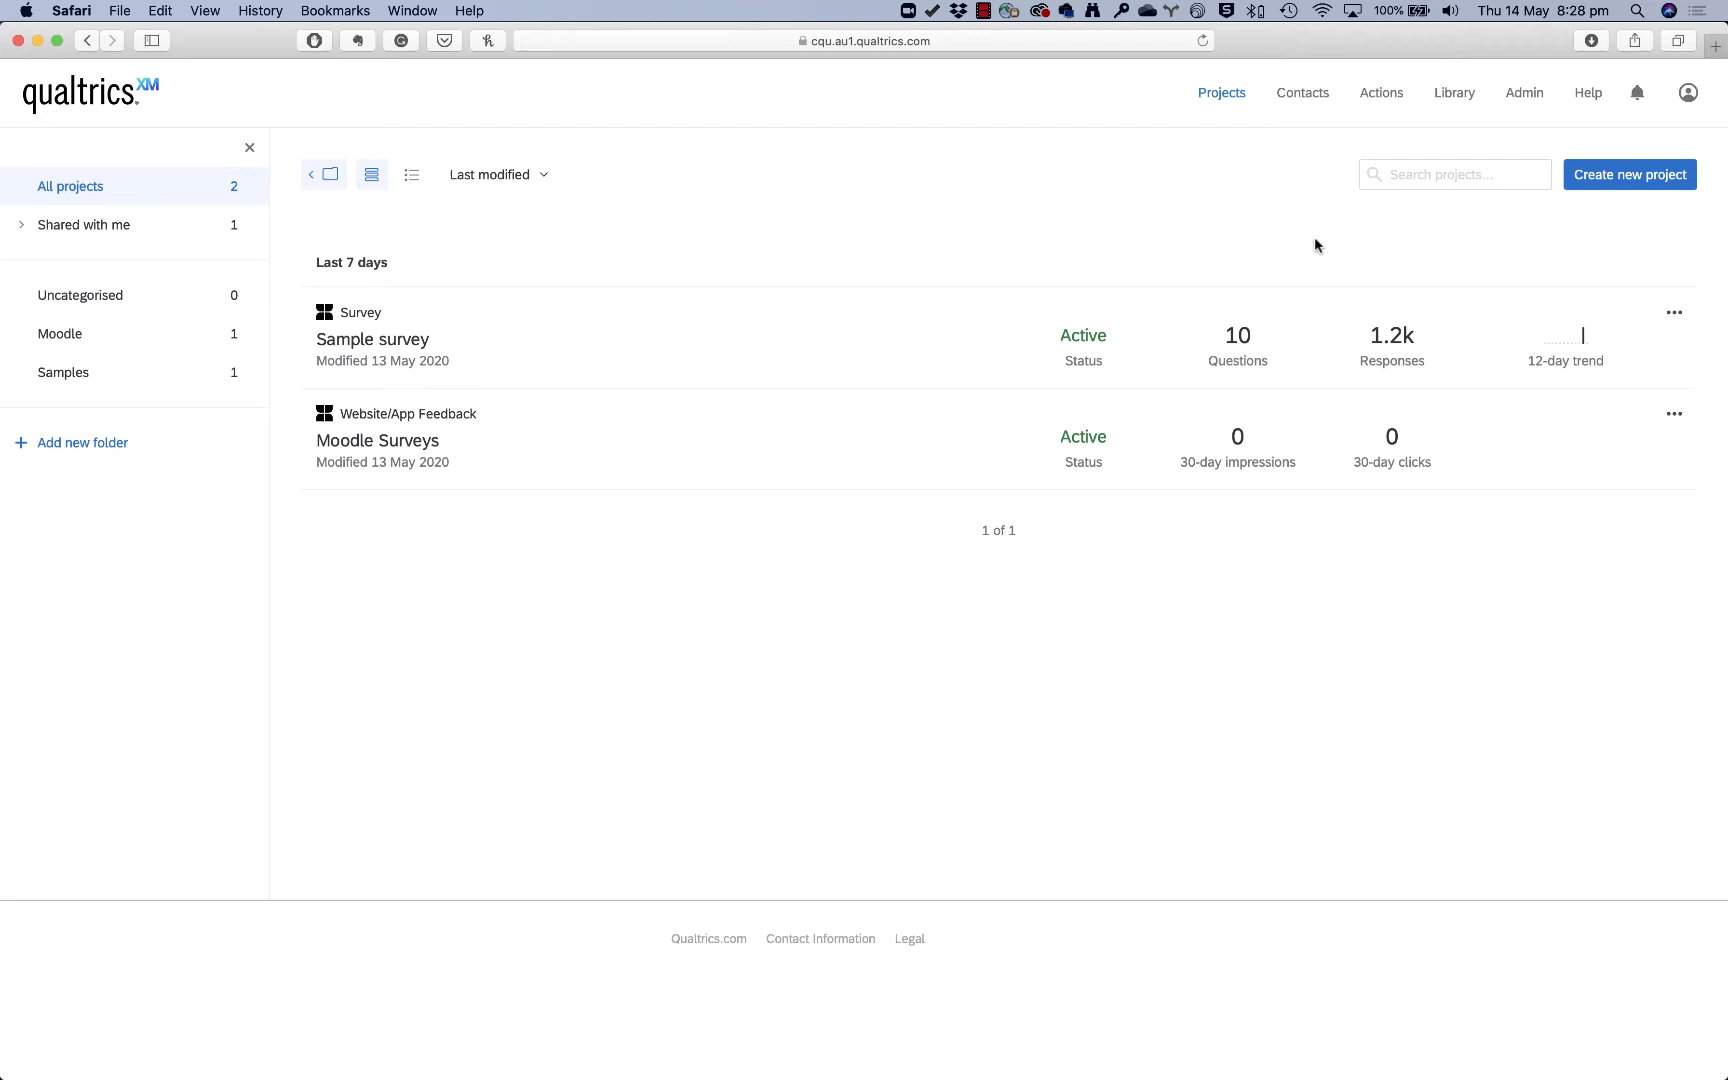 Safari File Edit View History Bookmarks Window Help 100% Thu 14 May 8:28 pm
cqu.au1.qualtrics.com
qualtrics.XM
Projects Contacts Actions Library Admin Help
All projects 2
Shared with me 1
Uncategorised 0
Moodle 1
Samples 1
Add new folder
Last modified
Search projects...
Create new project
Last 7 days
Survey
Sample survey
Modified 13 May 2020
Active
Status
10
Questions
1.2k
Responses
12-day trend
Website/App Feedback
Moodle Surveys
Modified 13 May 2020
Active
Status
0
30-day impressions
0
30-day clicks
1 of 1
Qualtrics.com Contact Information Legal